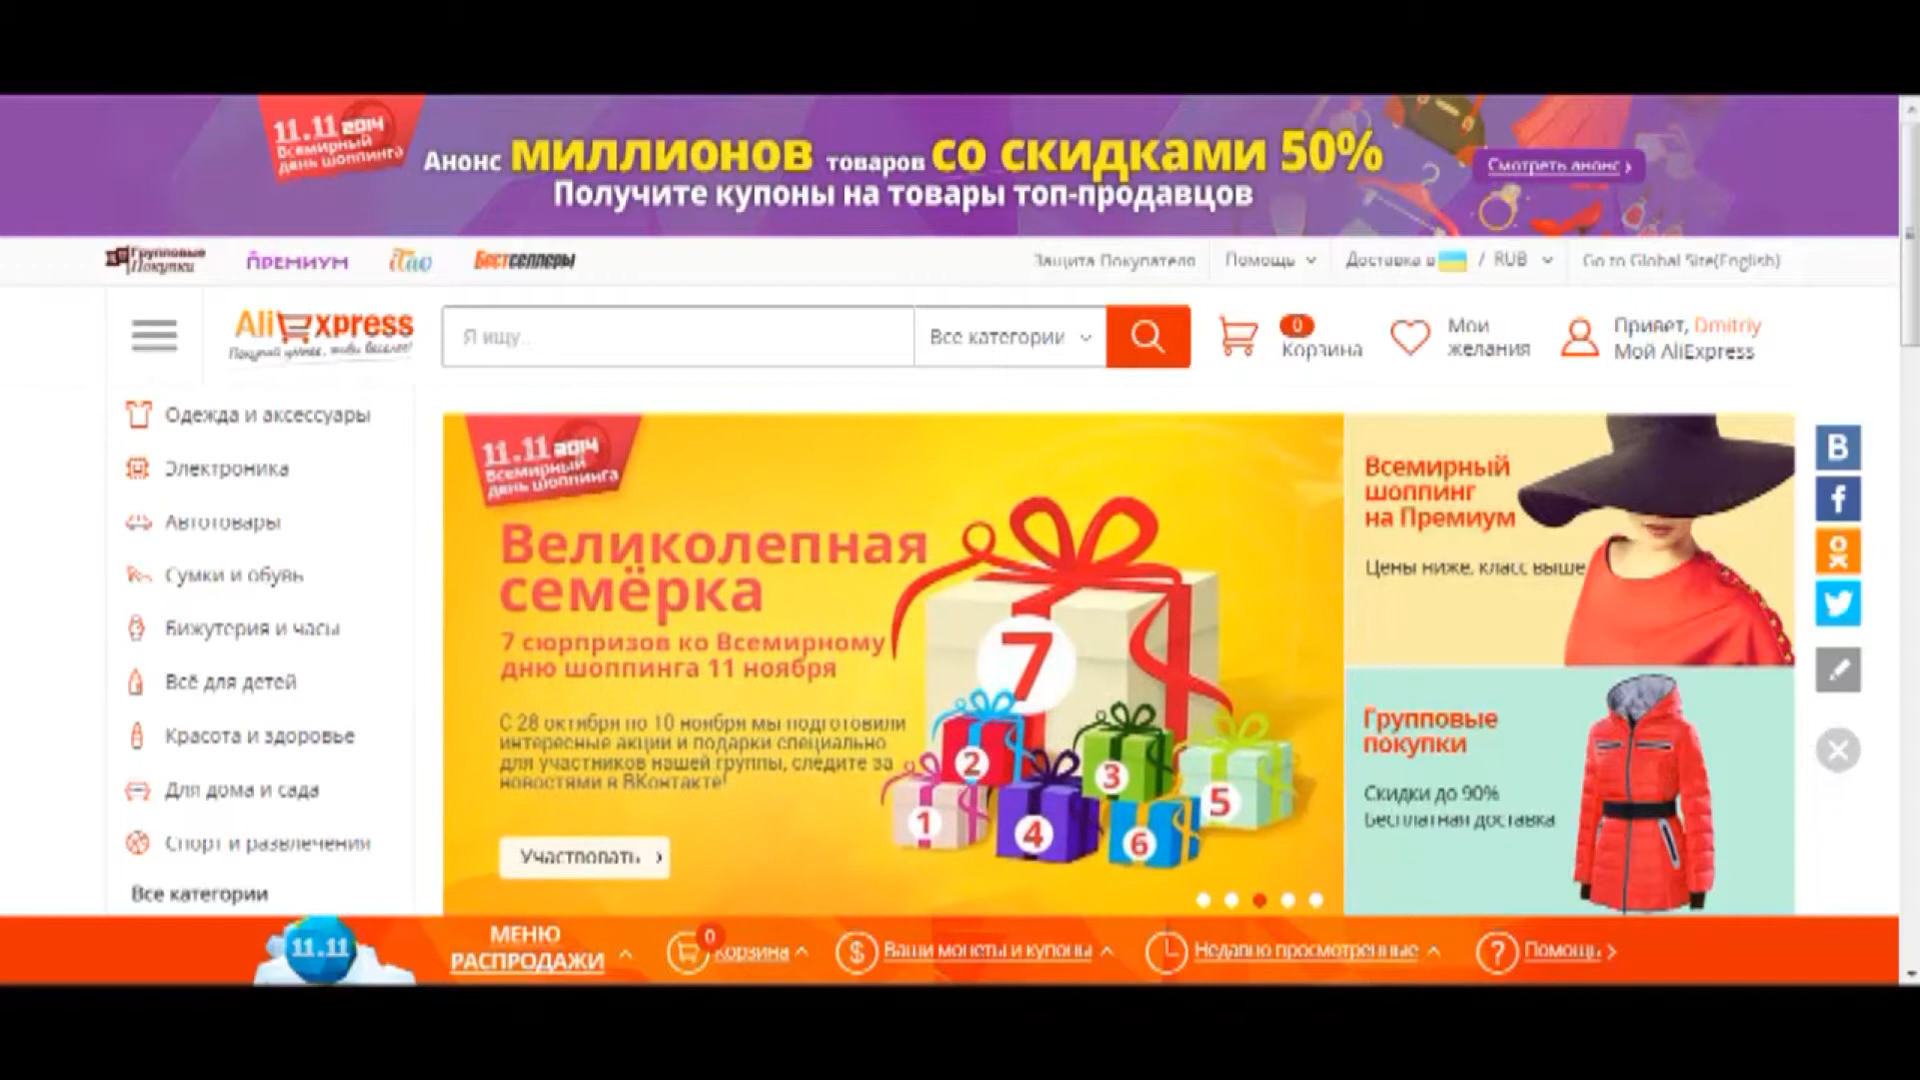 11.11 2014
Всемирный
день шоппинга
Анонс миллионов товаров со скидками 50%
Получите купоны на товары топ-продавцов
Смотреть анонс ›
Групповые
Покупки
ПРЕМИУМ
iTao
Бестселлеры
Защита Покупателя
Помощь
Доставка в / RUB
Go to Global Site(English)
AliExpress
Покупай умнее, живи веселее!
Я ищу...
Все категории
0
Корзина
Мои
желания
Привет, Dmitriy
Мой AliExpress
Одежда и аксессуары
Электроника
Автотовары
Сумки и обувь
Бижутерия и часы
Всё для детей
Красота и здоровье
Для дома и сада
Спорт и развлечения
Все категории
11.11 2014
Всемирный
день шоппинга
Великолепная
семёрка
7 сюрпризов ко Всемирному
дню шоппинга 11 ноября
С 28 октября по 10 ноября мы подготовили
интересные акции и подарки специально
для участников нашей группы, следите за
новостями в ВКонтакте!
Участвовать ›
7
1
2
3
4
5
6
Всемирный
шоппинг
на Премиум
Цены ниже, класс выше
Групповые
покупки
Скидки до 90%
Бесплатная доставка
B
f
11.11
МЕНЮ
РАСПРОДАЖИ
0
Корзина
$
Ваши монеты и купоны
Недавно просмотренные
?
Помощь ›